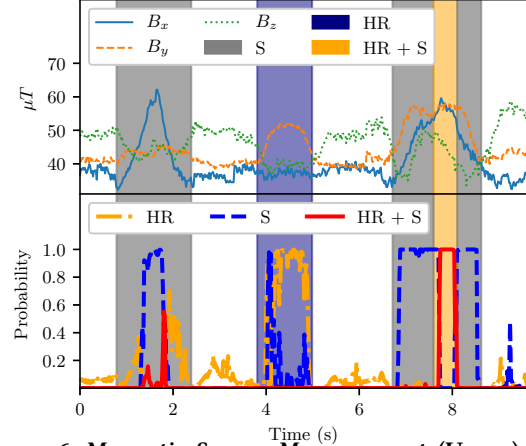 B_x B_z HR
B_y S HR + S
μT
70
60
50
40
HR S HR + S
Probability
1.0
0.8
0.6
0.4
0.2
0 2 4 6 8
Time (s)